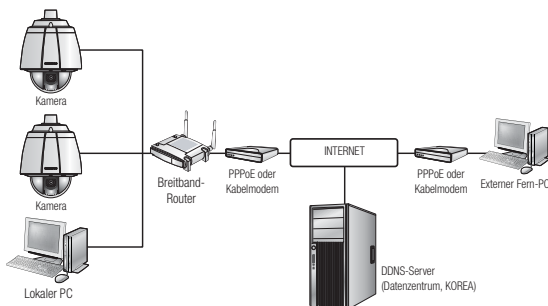 Kamera
Kamera
Lokaler PC
Breitband-
Router
PPPoE oder
Kabelmodem
INTERNET
DDNS-Server
(Datenzentrum, KOREA)
PPPoE oder
Kabelmodem
Externer Fern-PC